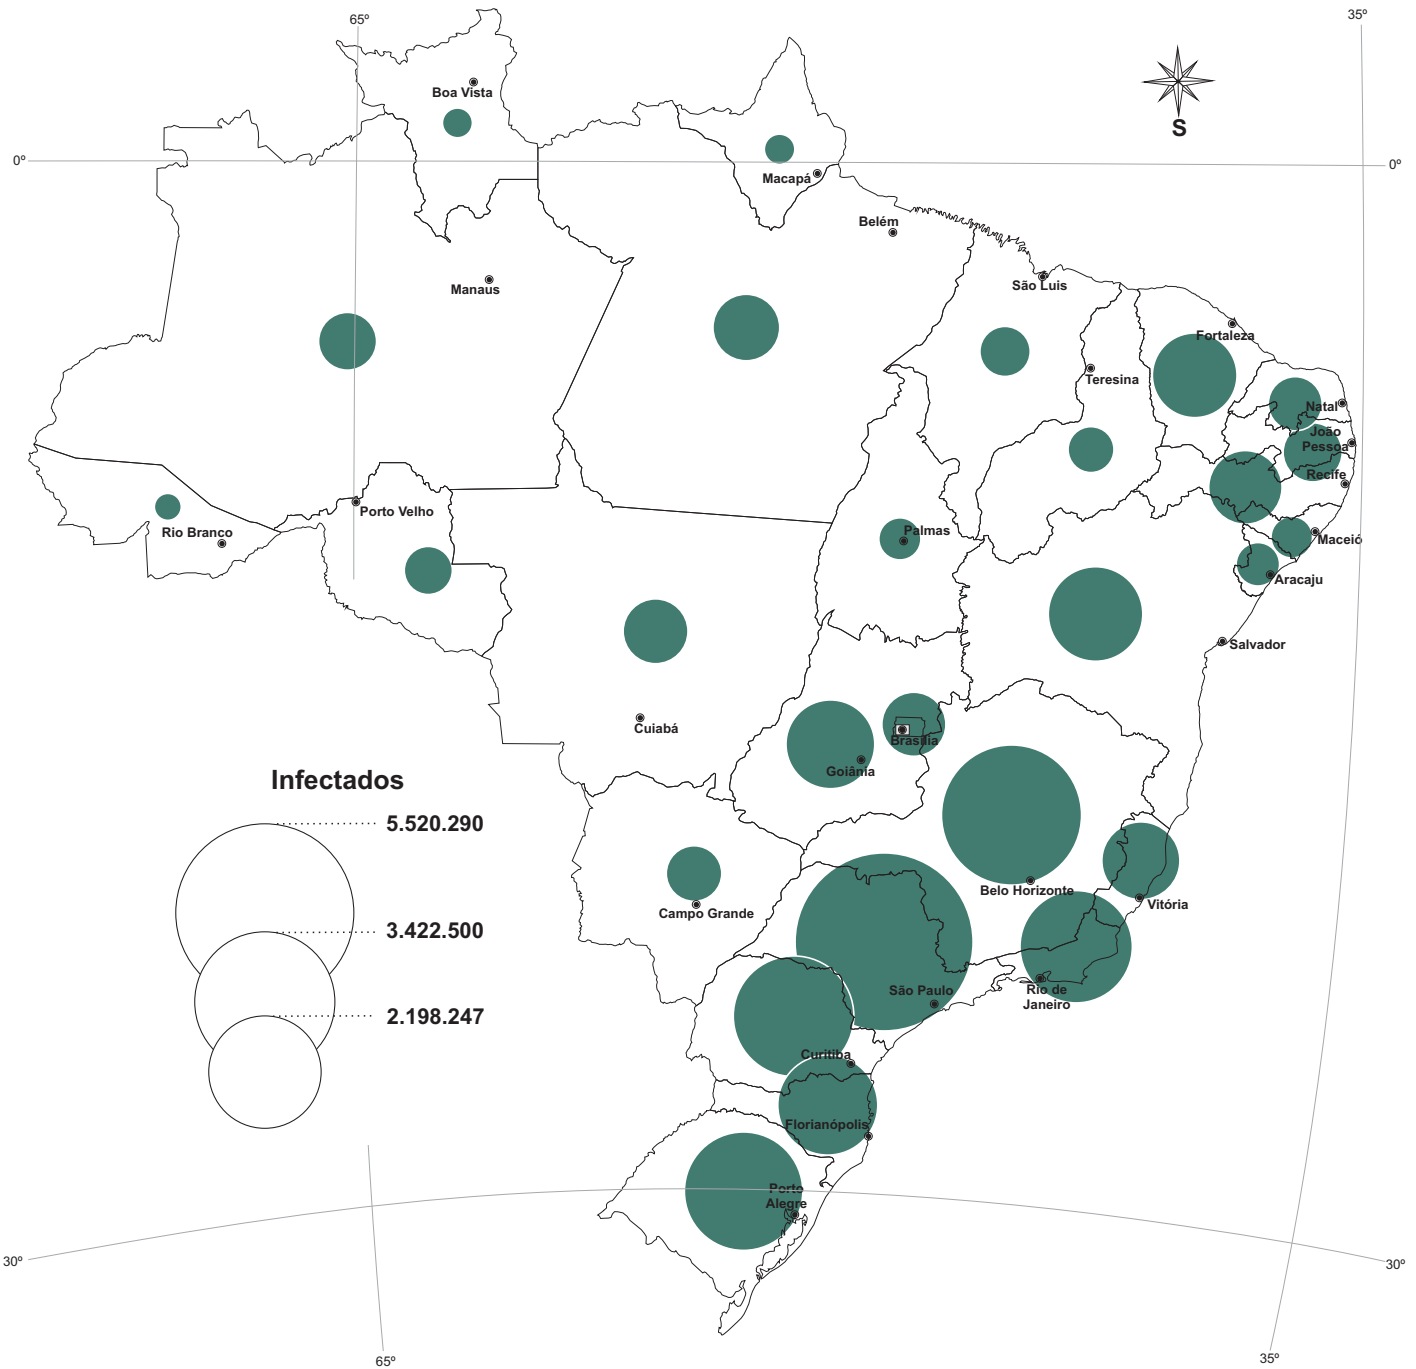 65º
35º
Boa Vista
S
0º
0º
Macapá
Belém
Manaus
São Luis
Fortaleza
Teresina
Natal
João
Pessoa
Recife
Porto Velho
Rio Branco
Palmas
Maceió
Aracaju
Salvador
Cuiabá
Brasília
Goiânia
Infectados
5.520.290
3.422.500
2.198.247
Belo Horizonte
Vitória
Campo Grande
São Paulo
Rio de
Janeiro
Curitiba
Florianópolis
Porto
Alegre
30º
30º
65º
35º